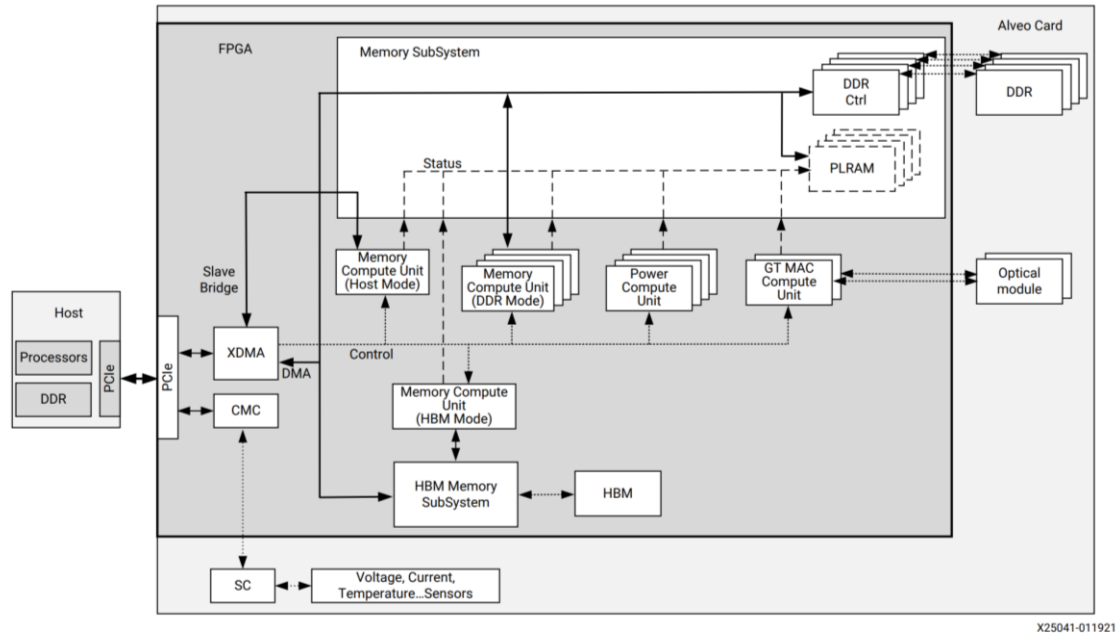 Alveo Card
FPGA
Memory SubSystem
DDR
Ctrl
DDR
PLRAM
Status
Memory
Compute Unit
(Host Mode)
Memory
Compute Unit
(DDR Mode)
Power
Compute
Unit
GT MAC
Compute
Unit
Optical
module
Slave
Bridge
Host
Processors
DDR
PCIe
PCIe
XDMA
Control
DMA
CMC
Memory Compute
Unit
(HBM Mode)
HBM Memory
SubSystem
HBM
SC
Voltage, Current,
Temperature...Sensors
X25041-011921